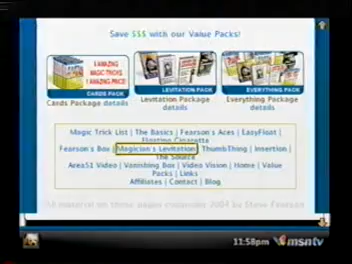 Save $$$ with our Value Packs!
5 AMAZING
MAGIC TRICKS
1 AMAZING PRICE!
CARDS PACK
LEVITATION PACK
EVERYTHING PACK
Cards Package details
Levitation Package
details
Everything Package
details
Magic Trick List | The Basics | Fearson's Aces | EasyFloat |
Floating Cigarette
Fearson's Box | Magician's Levitation | ThumbThing | Insertion |
The Source
Area51 Video | Vanishing Box | Video Vision | Home | Value
Packs | Links
Affiliates | Contact | Blog
All material on these pages copyright 2004 by Steve Fearson
11:58pm
msntv